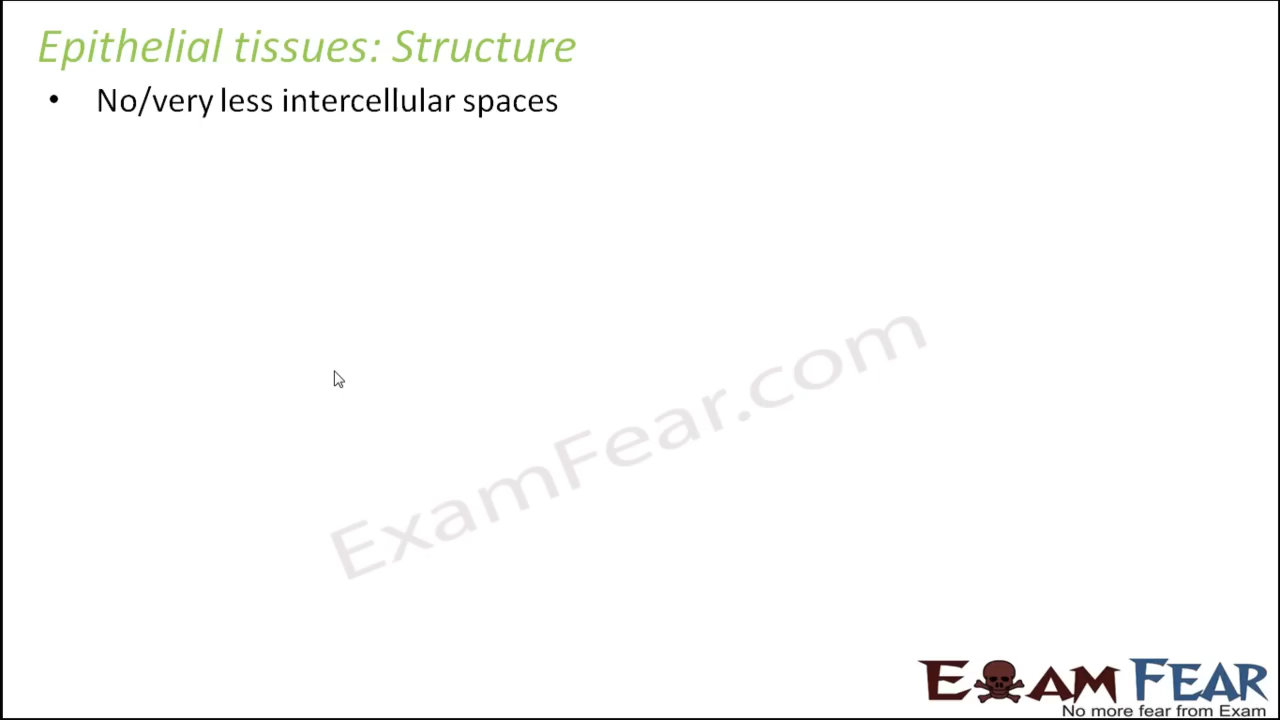 Epithelial tissues: Structure
• No/very less intercellular spaces
ExamFear.com
EXAM FEAR
No more fear from Exam